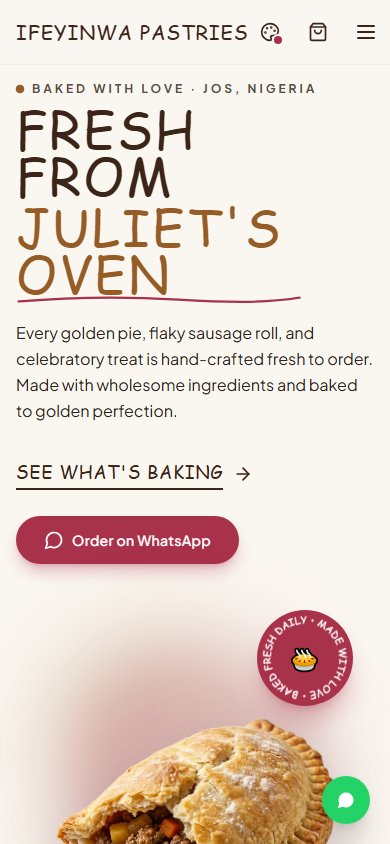 IFEYINWA PASTRIES
BAKED WITH LOVE · JOS, NIGERIA
FRESH
FROM
JULIET'S
OVEN
Every golden pie, flaky sausage roll, and
celebratory treat is hand-crafted fresh to order.
Made with wholesome ingredients and baked
to golden perfection.
SEE WHAT'S BAKING →
Order on WhatsApp
BAKED FRESH DAILY · MADE WITH LOVE ·